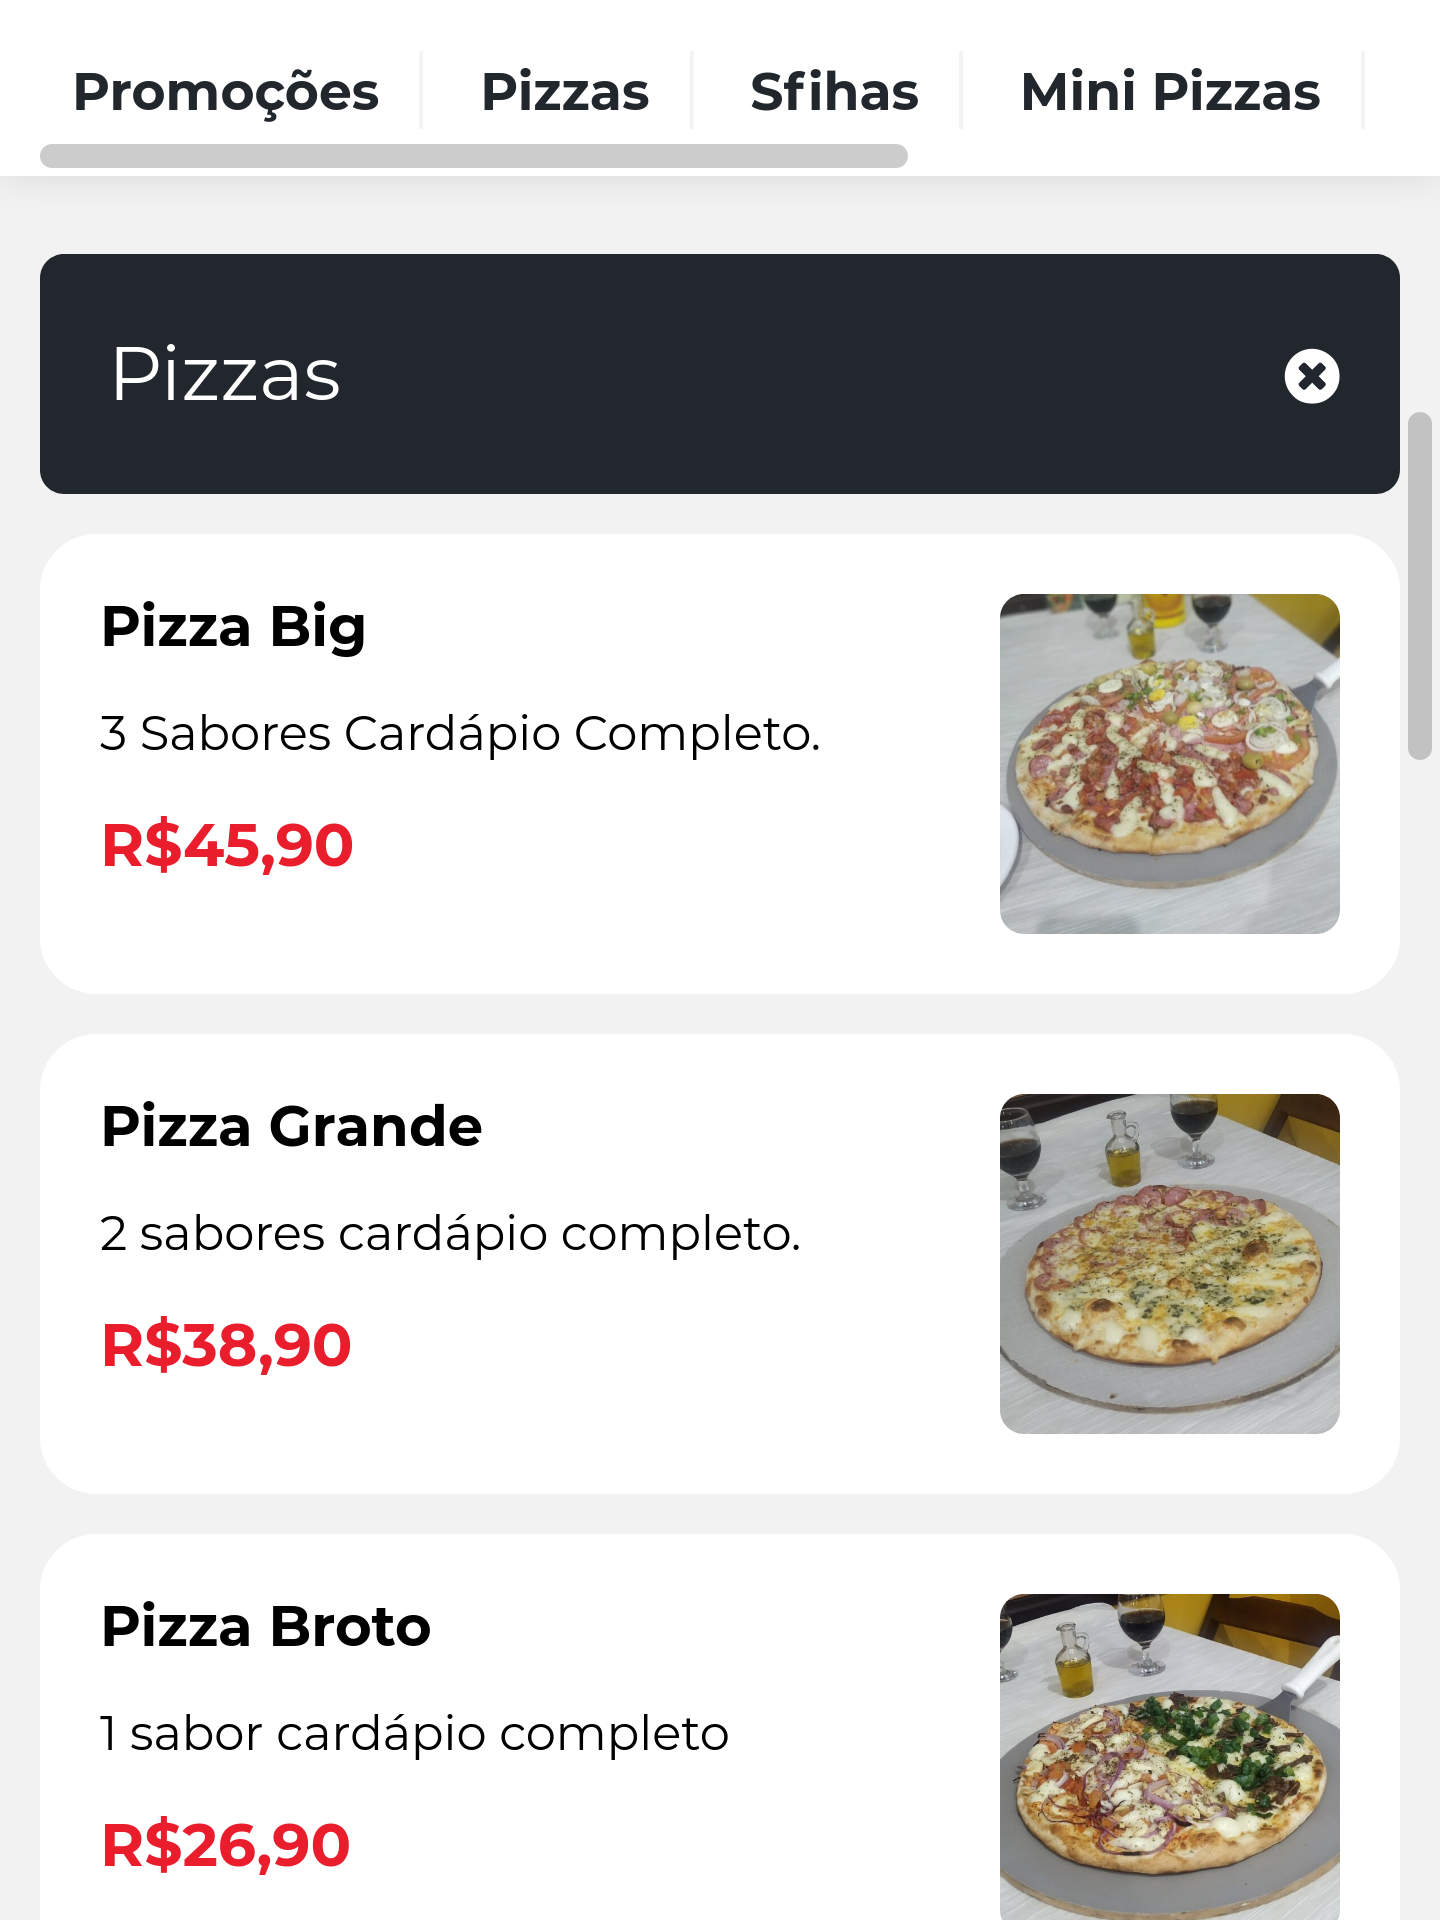 Promoções Pizzas Sfihas Mini Pizzas
Pizzas
Pizza Big
3 Sabores Cardápio Completo.
R$45,90
Pizza Grande
2 sabores cardápio completo.
R$38,90
Pizza Broto
1 sabor cardápio completo
R$26,90